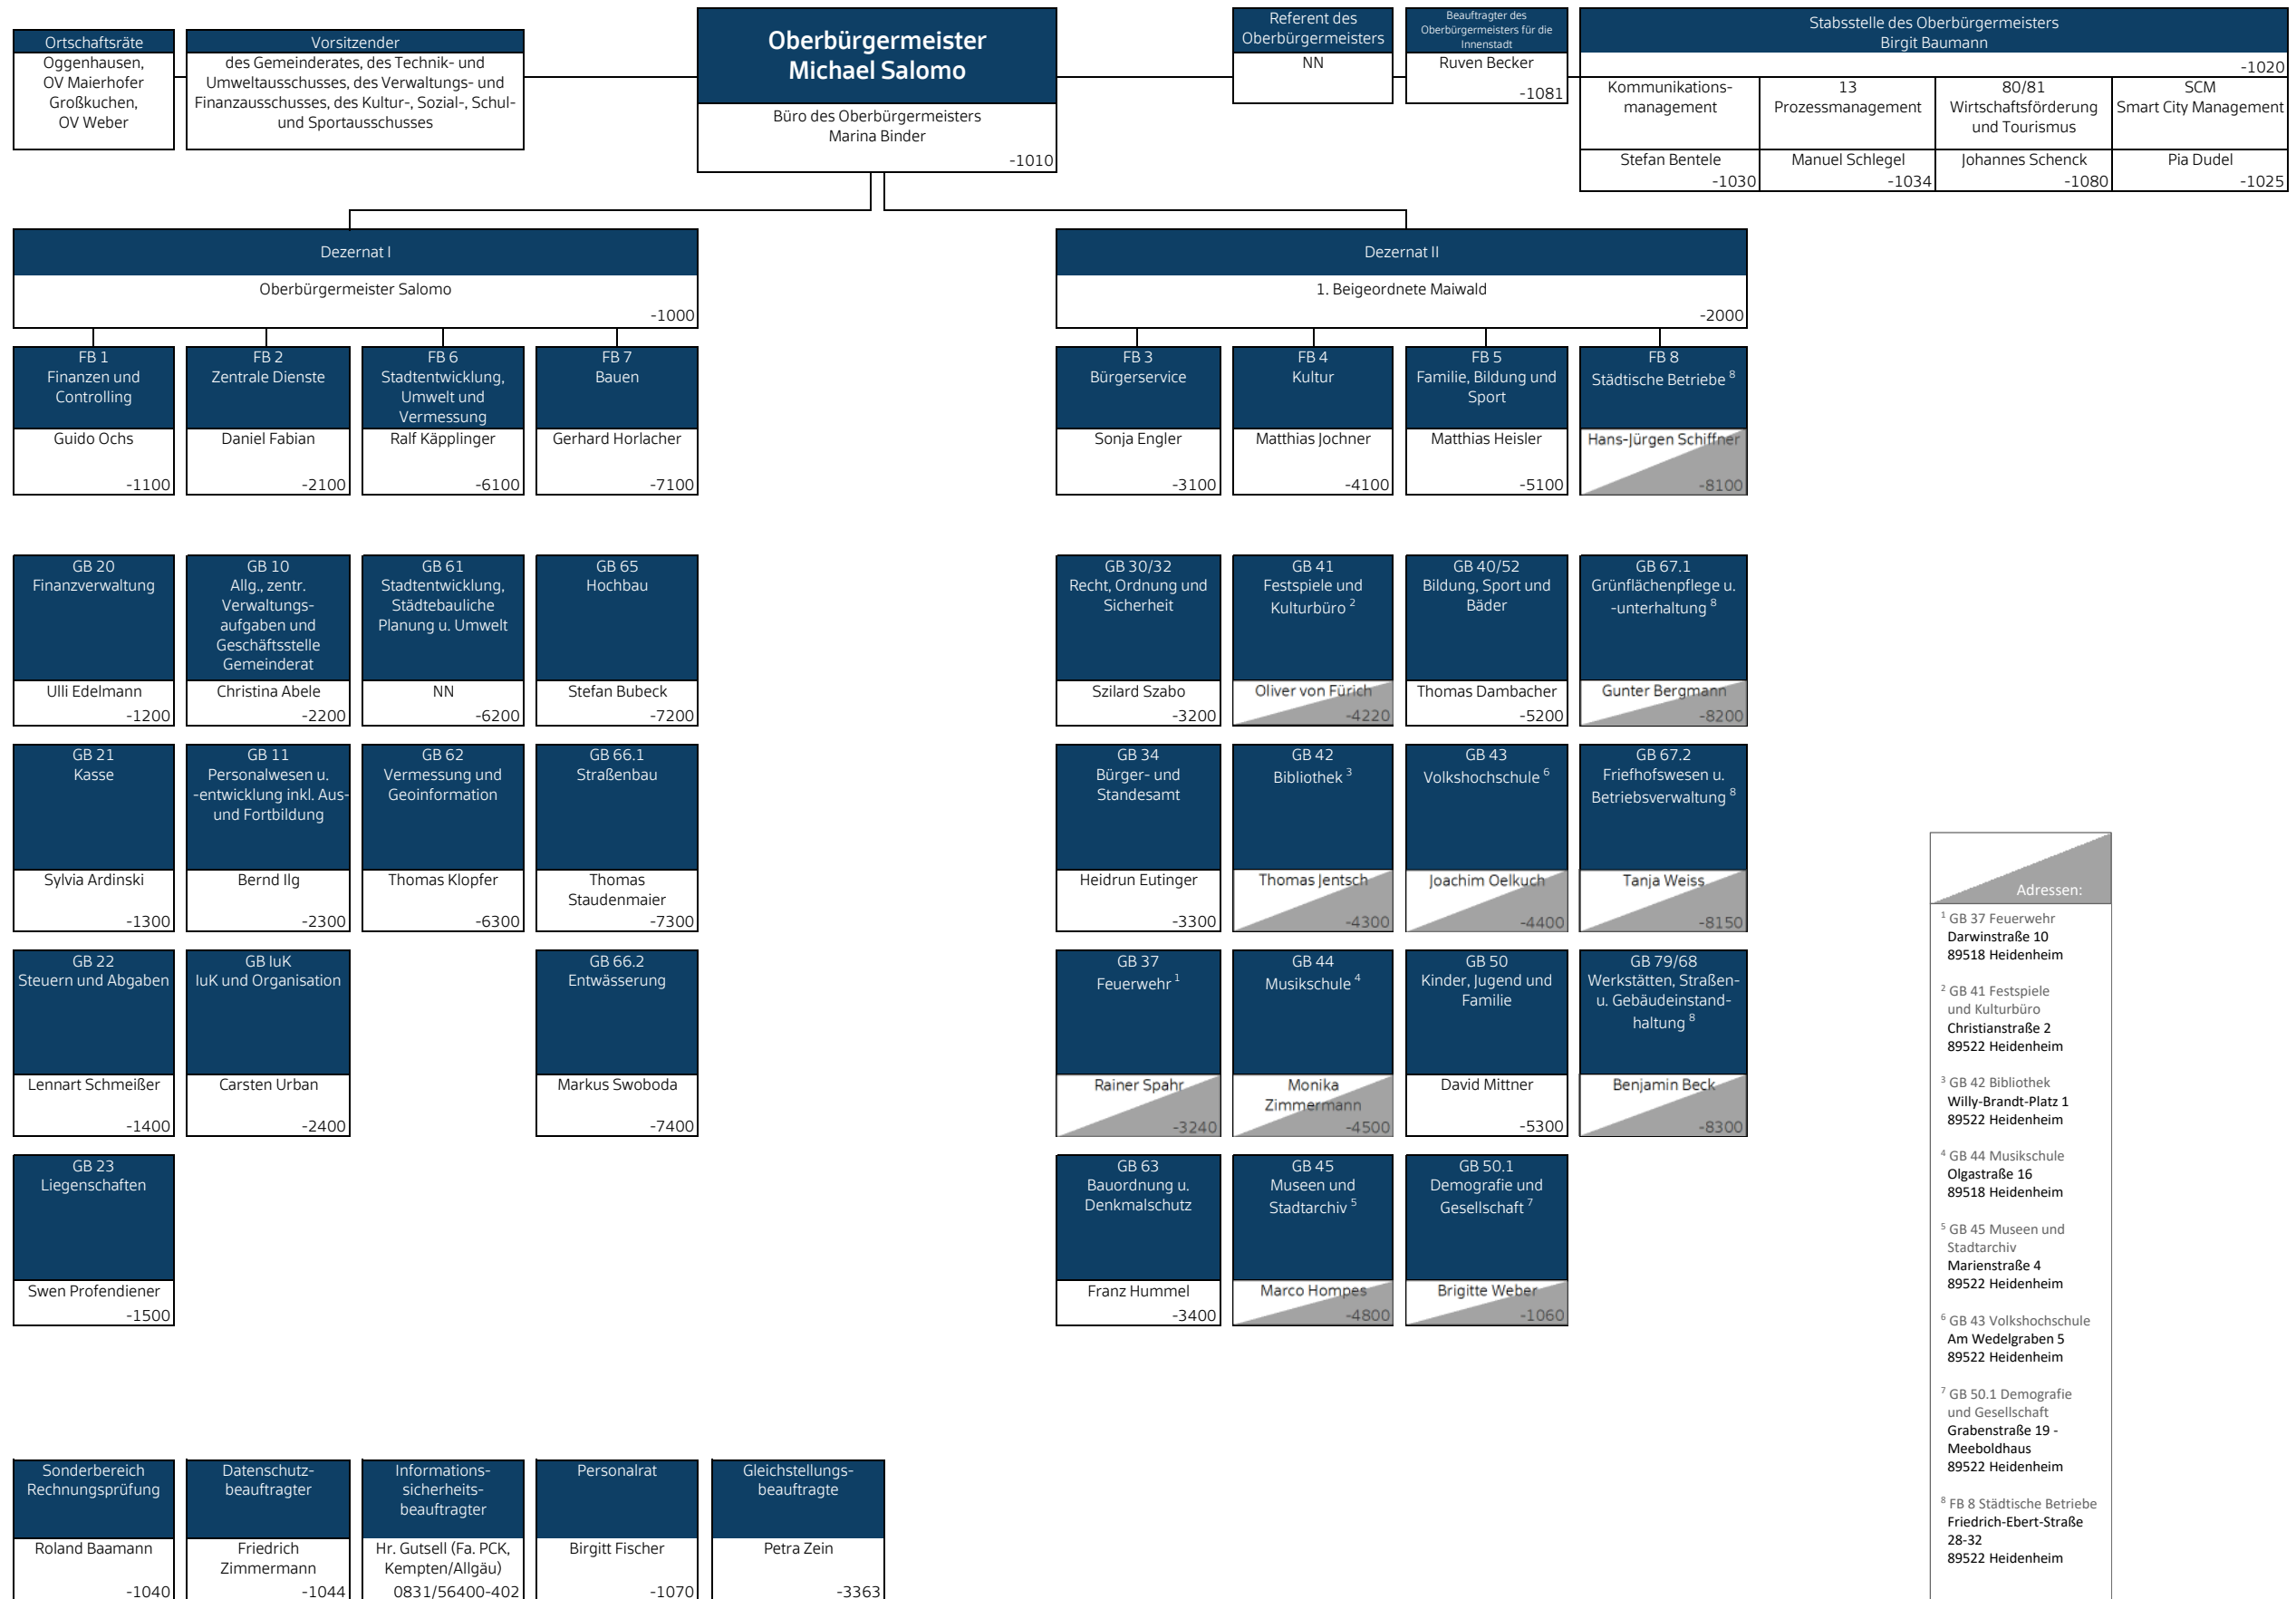 Ortschaftsräte
Oggenhausen,
OV Maierhofer
Großkuchen,
OV Weber
Vorsitzender
des Gemeinderates, des Technik- und
Umweltausschusses, des Verwaltungs- und
Finanzausschusses, des Kultur-, Sozial-, Schul-
und Sportausschusses
Oberbürgermeister
Michael Salomo
Büro des Oberbürgermeisters
Marina Binder
-1010
Referent des
Oberbürgermeisters
NN
Beauftragter des
Oberbürgermeisters für die
Innenstadt
Ruven Becker
-1081
Stabsstelle des Oberbürgermeisters
Birgit Baumann
-1020
Kommunikations-
management
Stefan Bentele
-1030
13
Prozessmanagement
Manuel Schlegel
-1034
80/81
Wirtschaftsförderung
und Tourismus
Johannes Schenck
-1080
SCM
Smart City Management
Pia Dudel
-1025
Dezernat I
Oberbürgermeister Salomo
-1000
Dezernat II
1. Beigeordnete Maiwald
-2000
FB 1
Finanzen und
Controlling
Guido Ochs
-1100
FB 2
Zentrale Dienste
Daniel Fabian
-2100
FB 6
Stadtentwicklung,
Umwelt und
Vermessung
Ralf Käpplinger
-6100
FB 7
Bauen
Gerhard Horlacher
-7100
FB 3
Bürgerservice
Sonja Engler
-3100
FB 4
Kultur
Matthias Jochner
-4100
FB 5
Familie, Bildung und
Sport
Matthias Heisler
-5100
FB 8
Städtische Betriebe 8
Hans-Jürgen Schiffner
-8100
GB 20
Finanzverwaltung
Ulli Edelmann
-1200
GB 10
Allg., zentr.
Verwaltungs-
aufgaben und
Geschäftsstelle
Gemeinderat
Christina Abele
-2200
GB 61
Stadtentwicklung,
Städtebauliche
Planung u. Umwelt
NN
-6200
GB 65
Hochbau
Stefan Bubeck
-7200
GB 30/32
Recht, Ordnung und
Sicherheit
Szilard Szabo
-3200
GB 41
Festspiele und
Kulturbüro 2
Oliver von Fürich
-4220
GB 40/52
Bildung, Sport und
Bäder
Thomas Dambacher
-5200
GB 67.1
Grünflächenpflege u.
-unterhaltung 8
Gunter Bergmann
-8200
GB 21
Kasse
Sylvia Ardinski
-1300
GB 11
Personalwesen u.
-entwicklung inkl. Aus-
und Fortbildung
Bernd Ilg
-2300
GB 62
Vermessung und
Geoinformation
Thomas Klopfer
-6300
GB 66.1
Straßenbau
Thomas
Staudenmaier
-7300
GB 34
Bürger- und
Standesamt
Heidrun Eutinger
-3300
GB 42
Bibliothek 3
Thomas Jentsch
-4300
GB 43
Volkshochschule 6
Joachim Oelkuch
-4400
GB 67.2
Friefhofswesen u.
Betriebsverwaltung 8
Tanja Weiss
-8150
GB 22
Steuern und Abgaben
Lennart Schmeißer
-1400
GB IuK
IuK und Organisation
Carsten Urban
-2400
GB 66.2
Entwässerung
Markus Swoboda
-7400
GB 37
Feuerwehr 1
Rainer Spahr
-3240
GB 44
Musikschule 4
Monika
Zimmermann
-4500
GB 50
Kinder, Jugend und
Familie
David Mittner
-5300
GB 79/68
Werkstätten, Straßen-
u. Gebäudeinstand-
haltung 8
Benjamin Beck
-8300
GB 23
Liegenschaften
Swen Profendiener
-1500
GB 63
Bauordnung u.
Denkmalschutz
Franz Hummel
-3400
GB 45
Museen und
Stadtarchiv 5
Marco Hompes
-4800
GB 50.1
Demografie und
Gesellschaft 7
Brigitte Weber
-1060
Sonderbereich
Rechnungsprüfung
Roland Baamann
-1040
Datenschutz-
beauftragter
Friedrich
Zimmermann
-1044
Informations-
sicherheits-
beauftragter
Hr. Gutsell (Fa. PCK,
Kempten/Allgäu)
0831/56400-402
Personalrat
Birgitt Fischer
-1070
Gleichstellungs-
beauftragte
Petra Zein
-3363
Adressen:
1 GB 37 Feuerwehr
Darwinstraße 10
89518 Heidenheim
2 GB 41 Festspiele
und Kulturbüro
Christianstraße 2
89522 Heidenheim
3 GB 42 Bibliothek
Willy-Brandt-Platz 1
89522 Heidenheim
4 GB 44 Musikschule
Olgastraße 16
89518 Heidenheim
5 GB 45 Museen und
Stadtarchiv
Marienstraße 4
89522 Heidenheim
6 GB 43 Volkshochschule
Am Wedelgraben 5
89522 Heidenheim
7 GB 50.1 Demografie
und Gesellschaft
Grabenstraße 19 -
Meeboldhaus
89522 Heidenheim
8 FB 8 Städtische Betriebe
Friedrich-Ebert-Straße
28-32
89522 Heidenheim